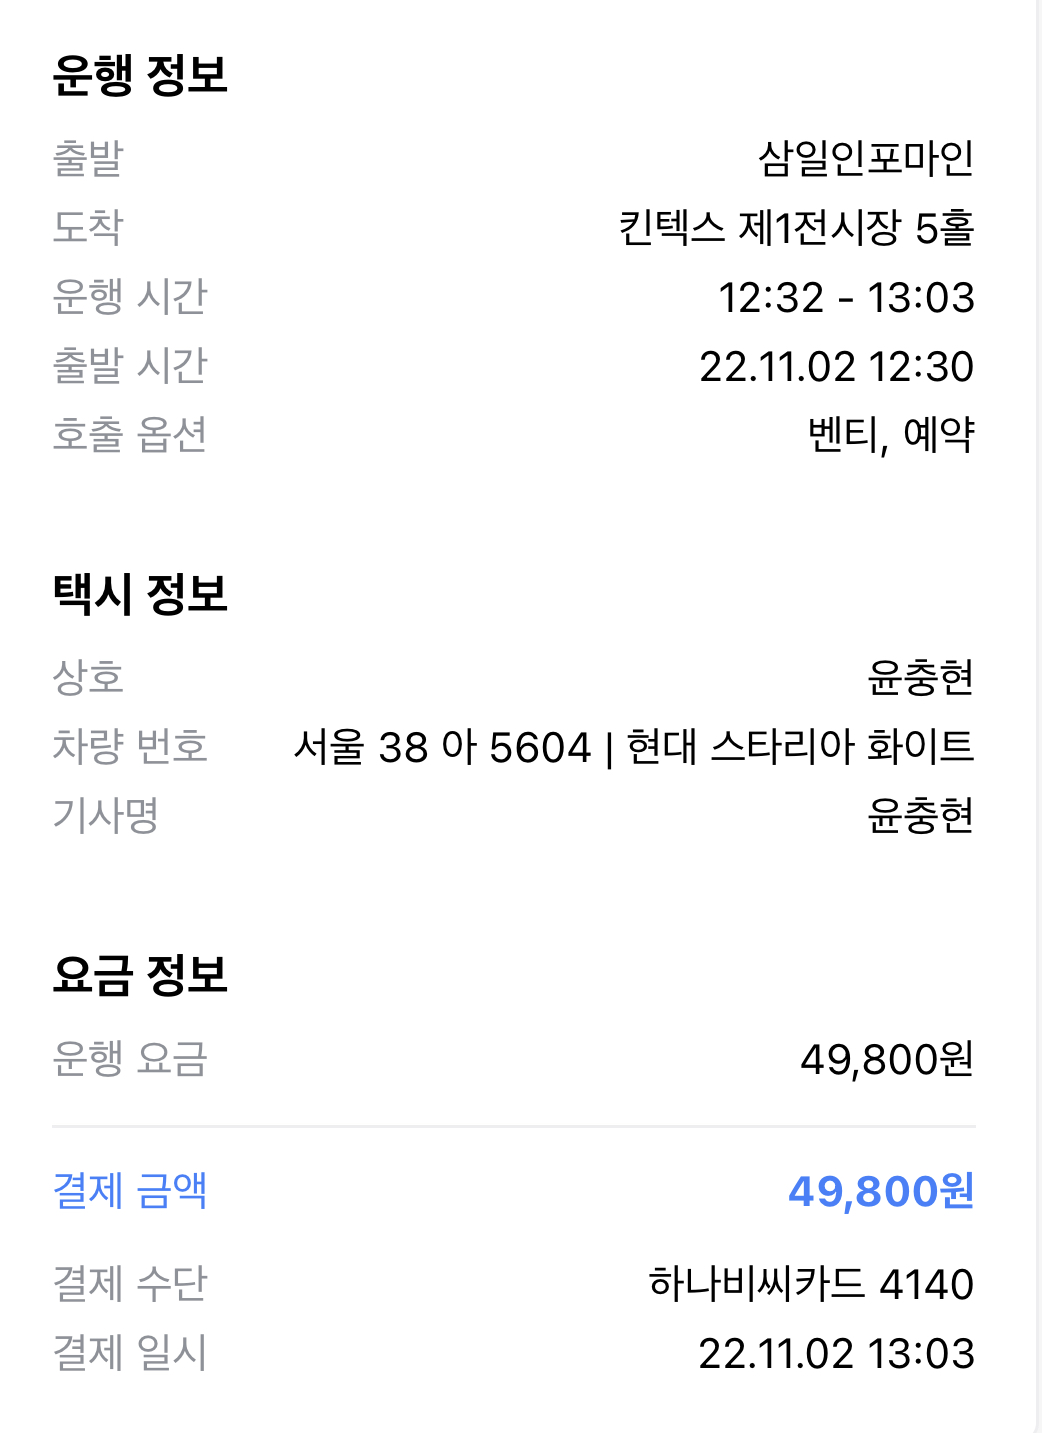 운행 정보
출발 삼일인포마인
도착 킨텍스 제1전시장 5홀
운행 시간 12:32 - 13:03
출발 시간 22.11.02 12:30
호출 옵션 벤티, 예약
택시 정보
상호 윤충현
차량 번호 서울 38 아 5604 | 현대 스타리아 화이트
기사명 윤충현
요금 정보
운행 요금 49,800원
결제 금액 49,800원
결제 수단 하나비씨카드 4140
결제 일시 22.11.02 13:03